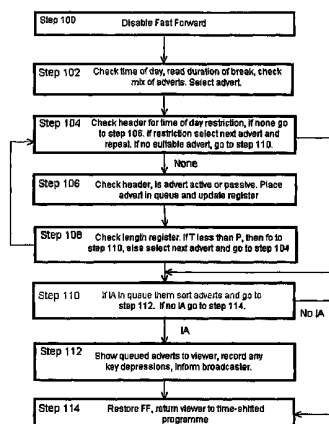 Step 100
Disable Fast Forward
Step 102
Check time of day, read duration of break, check
mix of adverts. Select advert.
Step 104
Check header for time of day restriction, if none go
to step 106. if restriction select next advert and
repeal. If no suitable advert, go to step 110.
None
Step 106
Check header, is advert active or passive. Place
advert in queue and update register
Step 108
Check length register. If T less than P, then fo to
step 110, else select next advert and go to step 104
Step 110
If IA in queue them sort adverts and go to
step 112. If no IA go to step 114.
No IA
IA
Step 112
Show queued adverts to viewer, record any
key depressions, inform broadcaster.
Step 114
Restore FF, return viewer to time-shifted
programme